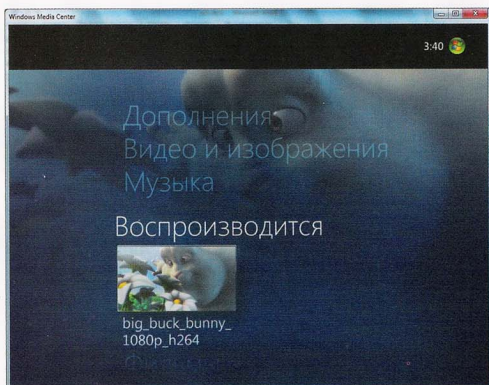 Windows Media Center
3:40
Дополнения
Видео и изображения
Музыка
Воспроизводится
big_buck_bunny_
1080p_h264